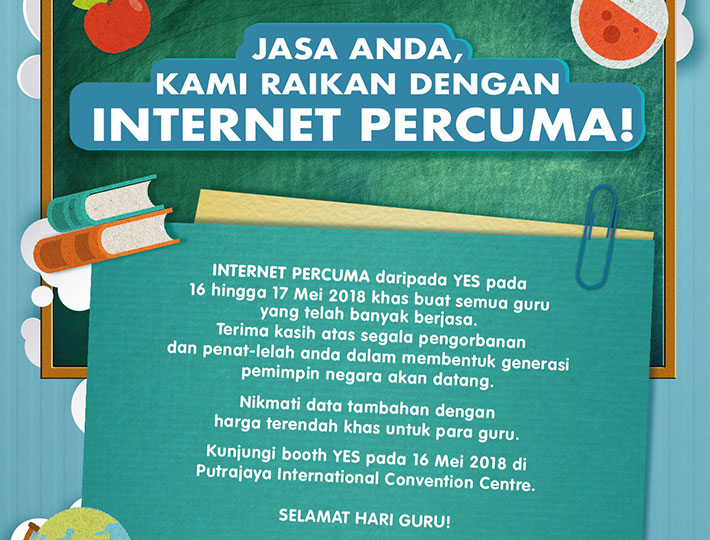 JASA ANDA,
KAMI RAIKAN DENGAN
INTERNET PERCUMA!
INTERNET PERCUMA daripada YES pada
16 hingga 17 Mei 2018 khas buat semua guru
yang telah banyak berjasa.
Terima kasih atas segala pengorbanan
dan penat-lelah anda dalam membentuk generasi
pemimpin negara akan datang.
Nikmati data tambahan dengan
harga terendah khas untuk para guru.
Kunjungi booth YES pada 16 Mei 2018 di
Putrajaya International Convention Centre.
SELAMAT HARI GURU!